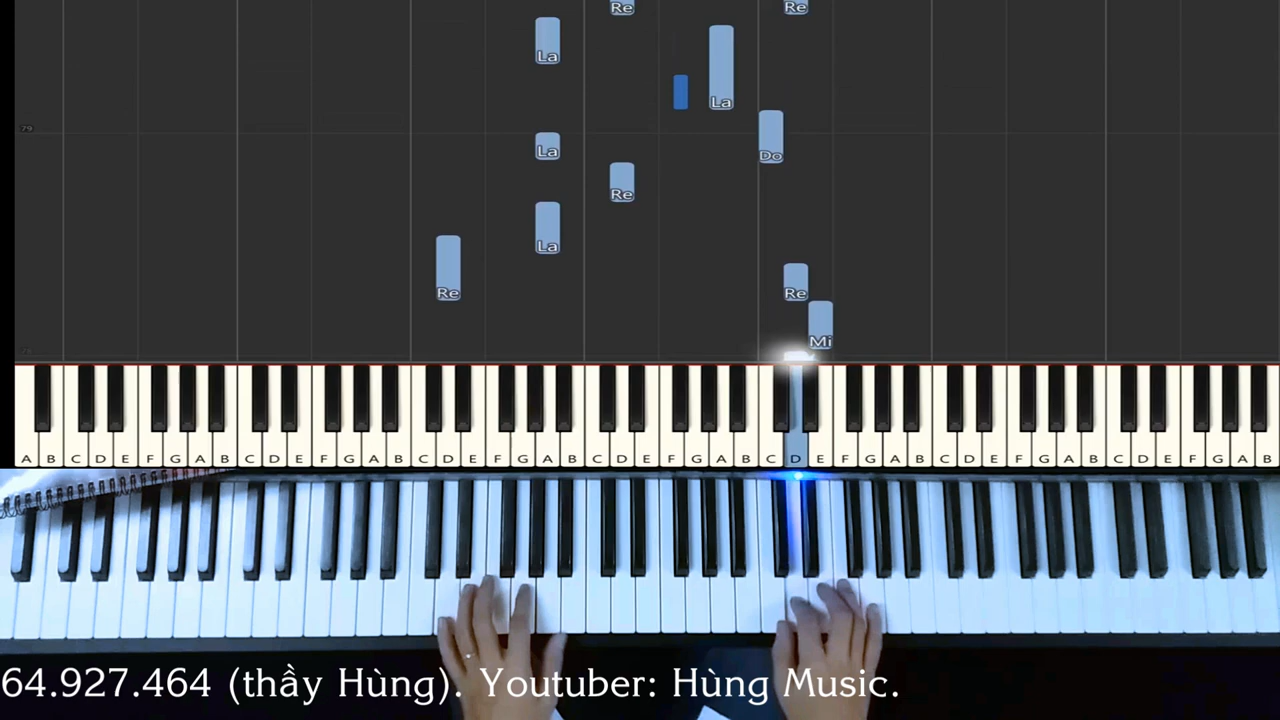 Re Re
La
La
79
La Do
Re
La
Re Re
Mi
A B C D E F G A B C D E F G A B C D E F G A B C D E F G A B C D E F G A B C D E F G A B C D E F G A B
64.927.464 (thầy Hùng). Youtuber: Hùng Music.